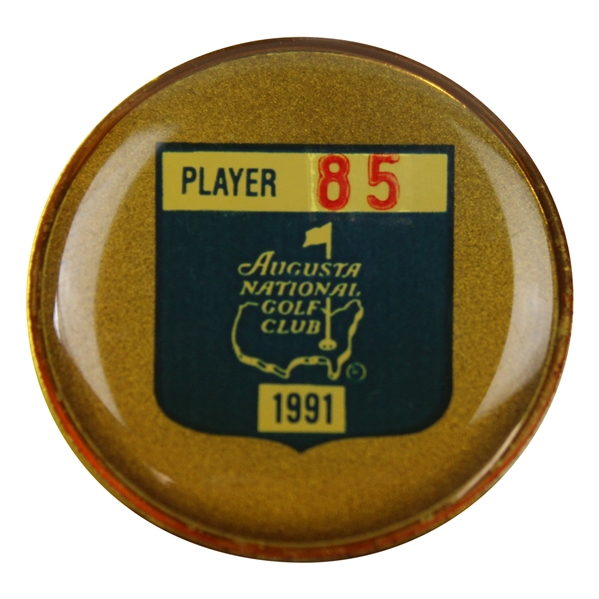 PLAYER 85
AUGUSTA
NATIONAL
GOLF
CLUB
®
1991